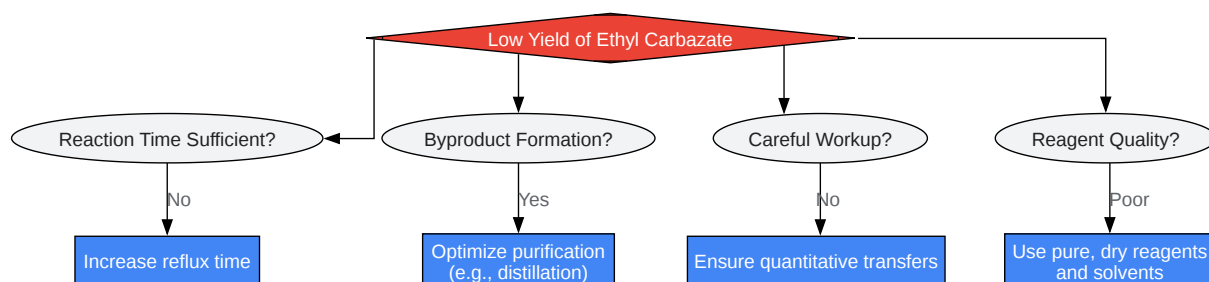 Low Yield of Ethyl Carbazate
Reaction Time Sufficient?
Byproduct Formation?
Careful Workup?
Reagent Quality?
No
Yes
No
Poor
Increase reflux time
Optimize purification
(e.g., distillation)
Ensure quantitative transfers
Use pure, dry reagents
and solvents